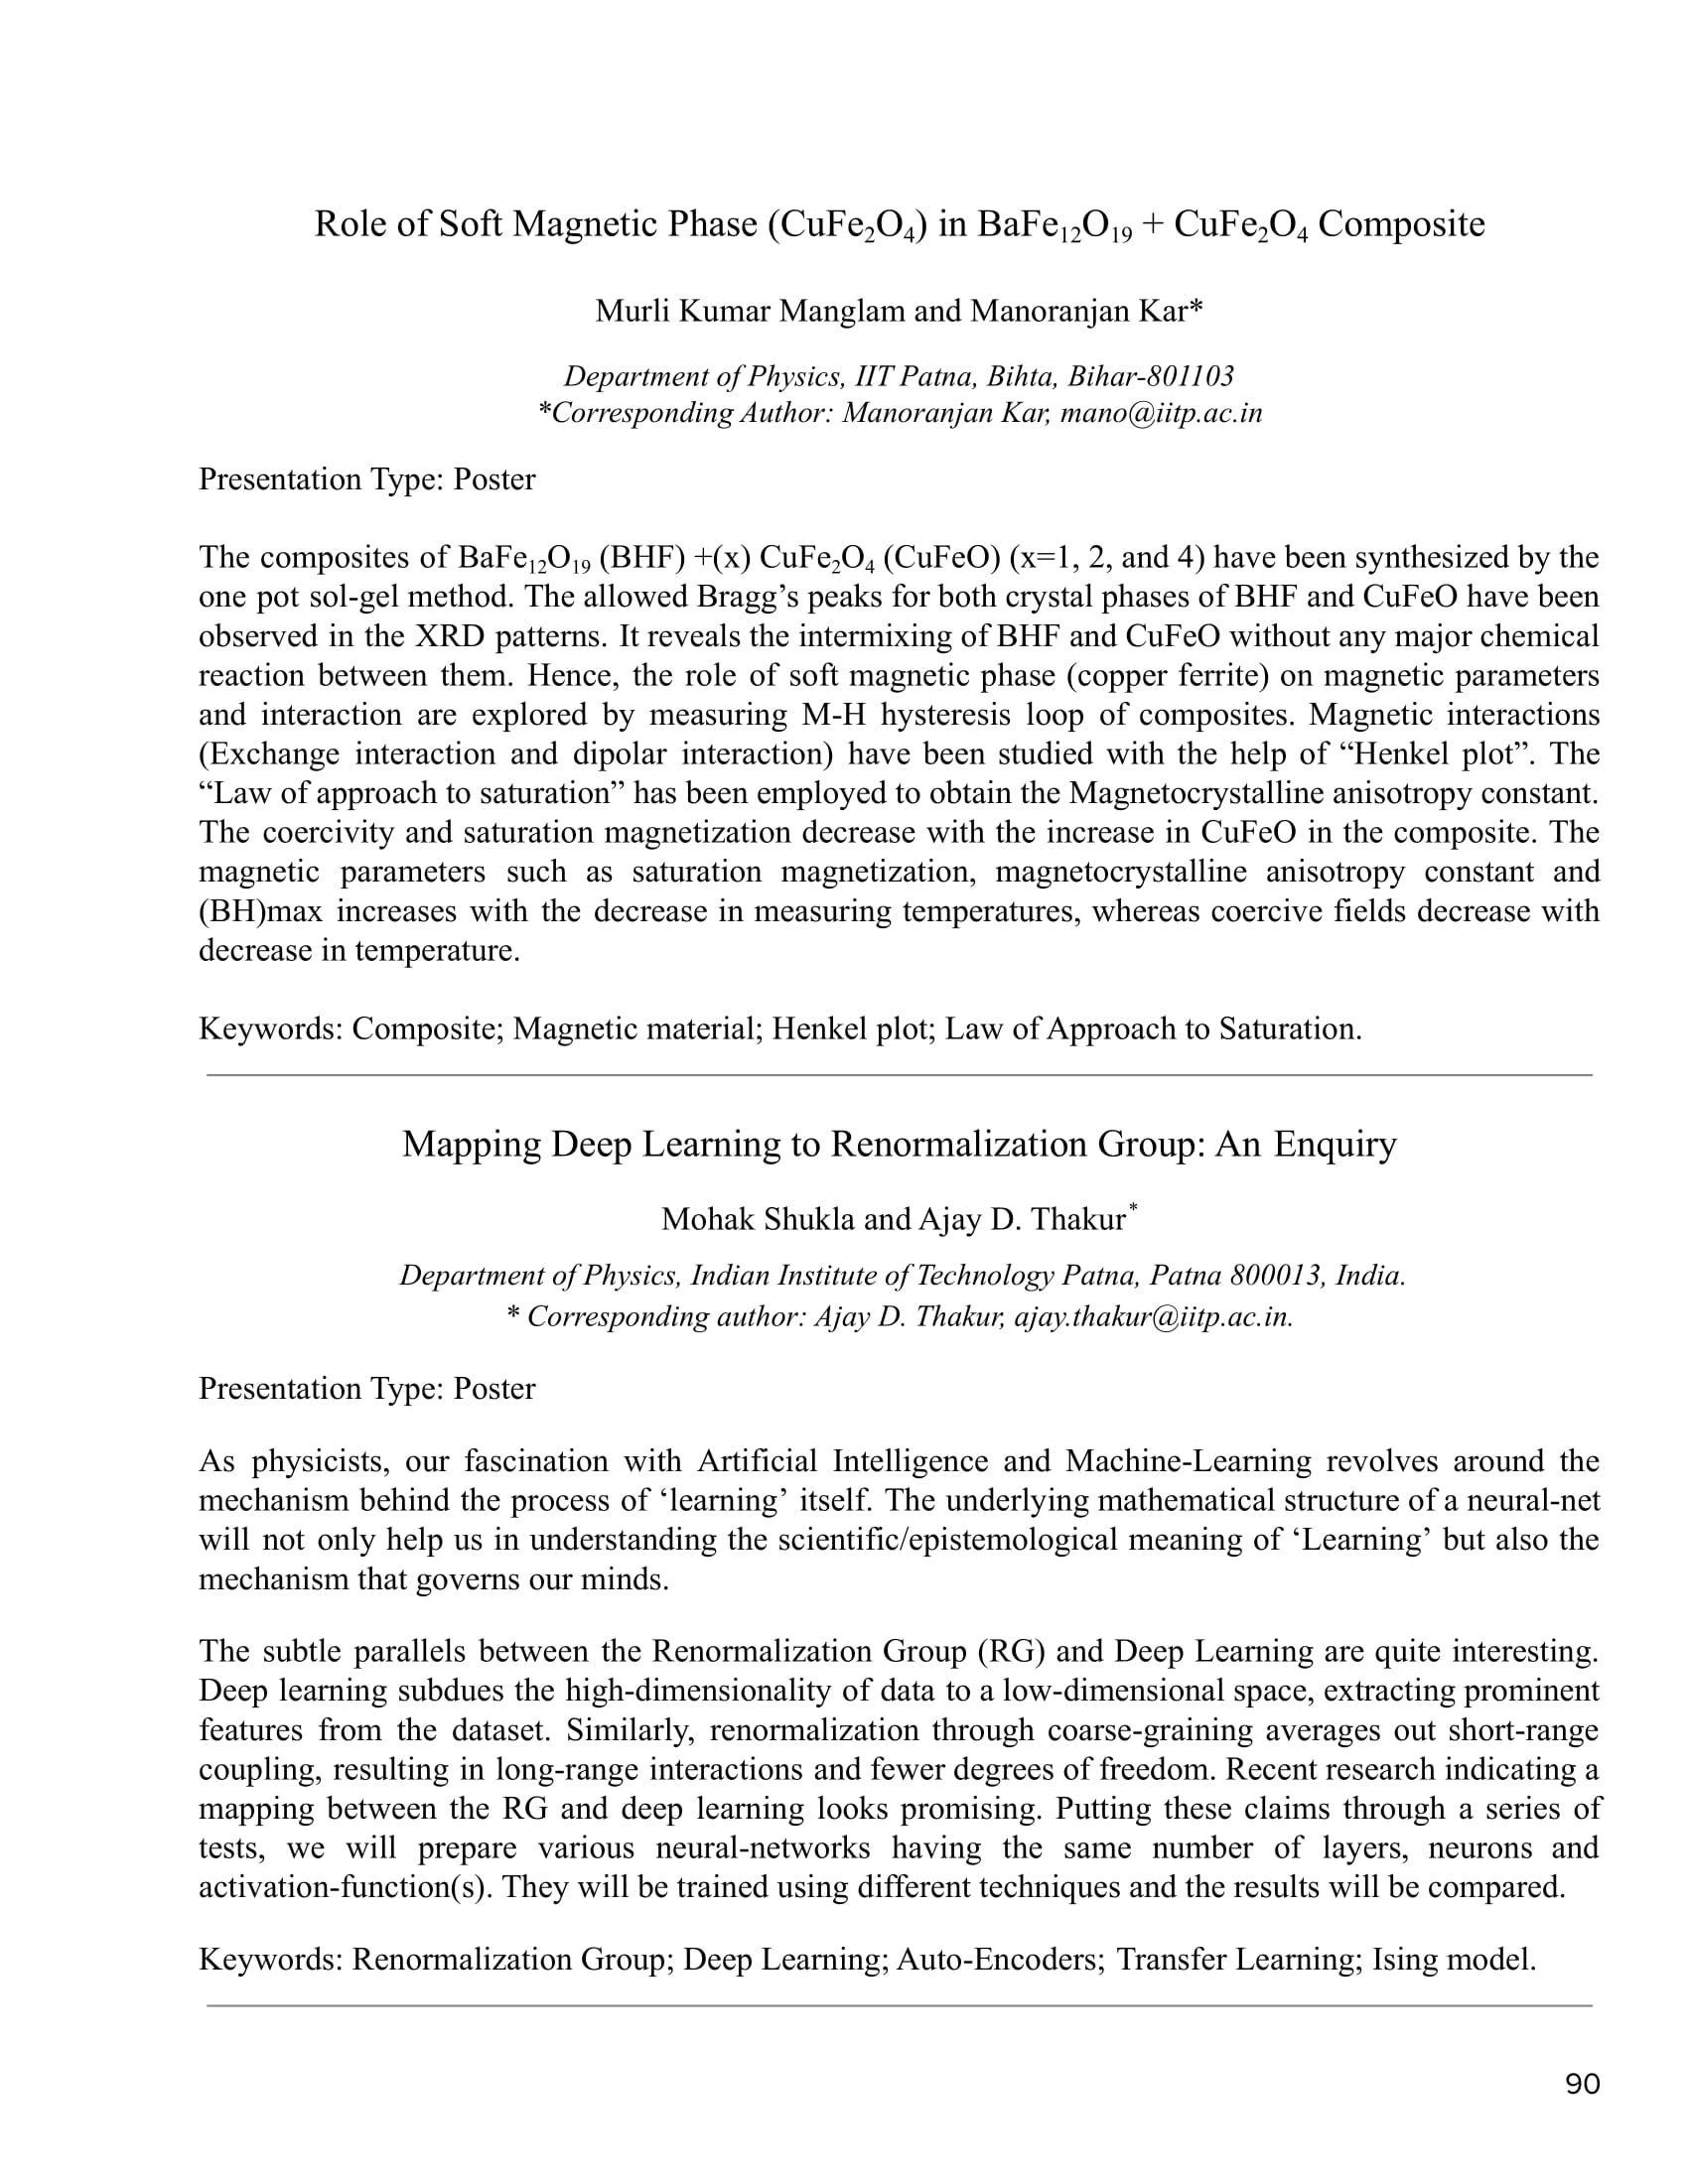 Role of Soft Magnetic Phase (CuFe₂O₄) in BaFe₁₂O₁₉ + CuFe₂O₄ Composite
Murli Kumar Manglam and Manoranjan Kar*
Department of Physics, IIT Patna, Bihta, Bihar-801103
*Corresponding Author: Manoranjan Kar, mano@iitp.ac.in
Presentation Type: Poster
The composites of BaFe₁₂O₁₉ (BHF) +(x) CuFe₂O₄ (CuFeO) (x=1, 2, and 4) have been synthesized by the
one pot sol-gel method. The allowed Bragg’s peaks for both crystal phases of BHF and CuFeO have been
observed in the XRD patterns. It reveals the intermixing of BHF and CuFeO without any major chemical
reaction between them. Hence, the role of soft magnetic phase (copper ferrite) on magnetic parameters
and interaction are explored by measuring M-H hysteresis loop of composites. Magnetic interactions
(Exchange interaction and dipolar interaction) have been studied with the help of “Henkel plot”. The
“Law of approach to saturation” has been employed to obtain the Magnetocrystalline anisotropy constant.
The coercivity and saturation magnetization decrease with the increase in CuFeO in the composite. The
magnetic parameters such as saturation magnetization, magnetocrystalline anisotropy constant and
(BH)max increases with the decrease in measuring temperatures, whereas coercive fields decrease with
decrease in temperature.
Keywords: Composite; Magnetic material; Henkel plot; Law of Approach to Saturation.
Mapping Deep Learning to Renormalization Group: An Enquiry
Mohak Shukla and Ajay D. Thakur*
Department of Physics, Indian Institute of Technology Patna, Patna 800013, India.
* Corresponding author: Ajay D. Thakur, ajay.thakur@iitp.ac.in.
Presentation Type: Poster
As physicists, our fascination with Artificial Intelligence and Machine-Learning revolves around the
mechanism behind the process of ‘learning’ itself. The underlying mathematical structure of a neural-net
will not only help us in understanding the scientific/epistemological meaning of ‘Learning’ but also the
mechanism that governs our minds.
The subtle parallels between the Renormalization Group (RG) and Deep Learning are quite interesting.
Deep learning subdues the high-dimensionality of data to a low-dimensional space, extracting prominent
features from the dataset. Similarly, renormalization through coarse-graining averages out short-range
coupling, resulting in long-range interactions and fewer degrees of freedom. Recent research indicating a
mapping between the RG and deep learning looks promising. Putting these claims through a series of
tests, we will prepare various neural-networks having the same number of layers, neurons and
activation-function(s). They will be trained using different techniques and the results will be compared.
Keywords: Renormalization Group; Deep Learning; Auto-Encoders; Transfer Learning; Ising model.
90